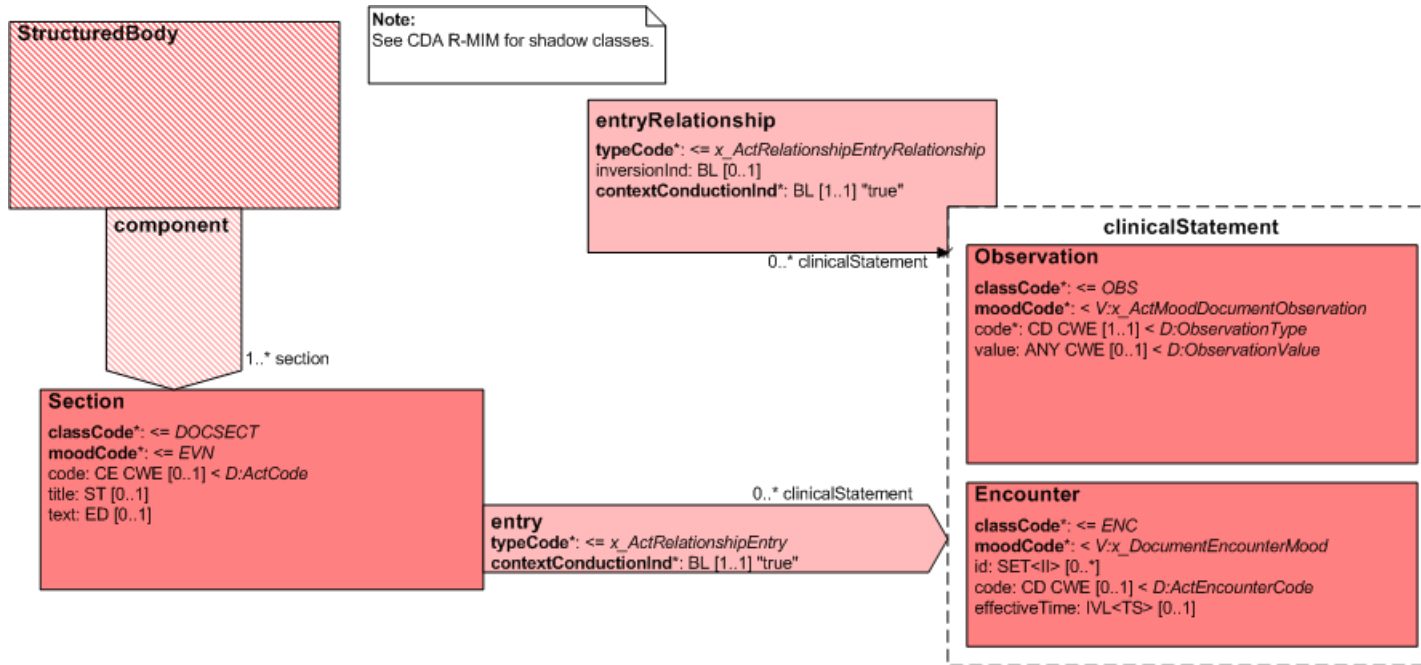 StructuredBody
Note:
See CDA R-MIM for shadow classes.
entryRelationship
typeCode*: <= x_ActRelationshipEntryRelationship
inversionInd: BL [0..1]
contextConductionInd*: BL [1..1] "true"
component
clinicalStatement
0..* clinicalStatement
Observation
classCode*: <= OBS
moodCode*: < V:x_ActMoodDocumentObservation
code*: CD CWE [1..1] < D:ObservationType
value: ANY CWE [0..1] < D:ObservationValue
1..* section
Section
classCode*: <= DOCSECT
moodCode*: <= EVN
code: CE CWE [0..1] < D:ActCode
title: ST [0..1]
text: ED [0..1]
0..* clinicalStatement
entry
typeCode*: <= x_ActRelationshipEntry
contextConductionInd*: BL [1..1] "true"
Encounter
classCode*: <= ENC
moodCode*: < V:x_DocumentEncounterMood
id: SET<II> [0..*]
code: CD CWE [0..1] < D:ActEncounterCode
effectiveTime: IVL<TS> [0..1]